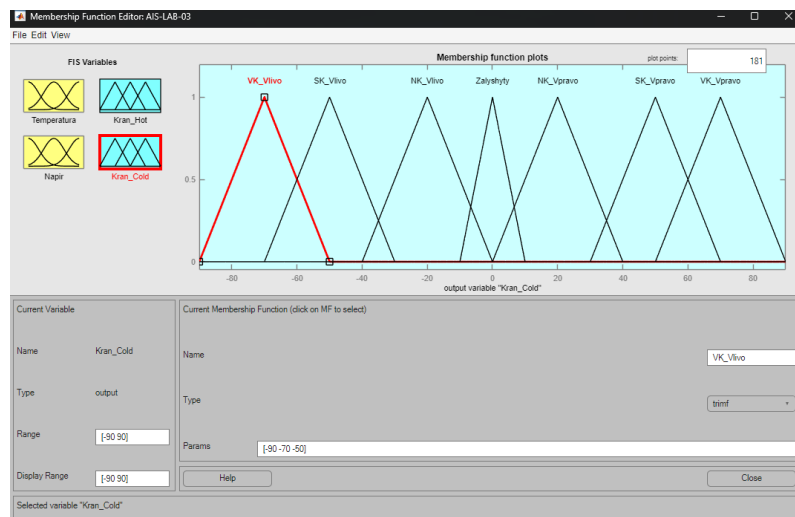 Membership Function Editor: AIS-LAB-03
File Edit View
FIS Variables
Temperatura
Kran_Hot
Napir
Kran_Cold
Membership function plots
plot points:
181
VK_Vlivo
SK_Vlivo
NK_Vlivo
Zalyshyty
NK_Vpravo
SK_Vpravo
VK_Vpravo
1
0.5
0
-80
-60
-40
-20
0
20
40
60
80
output variable "Kran_Cold"
Current Variable
Name
Kran_Cold
Type
output
Range
[-90 90]
Display Range
[-90 90]
Current Membership Function (click on MF to select)
Name
VK_Vlivo
Type
trimf
Params
[-90 -70 -50]
Help
Close
Selected variable "Kran_Cold"